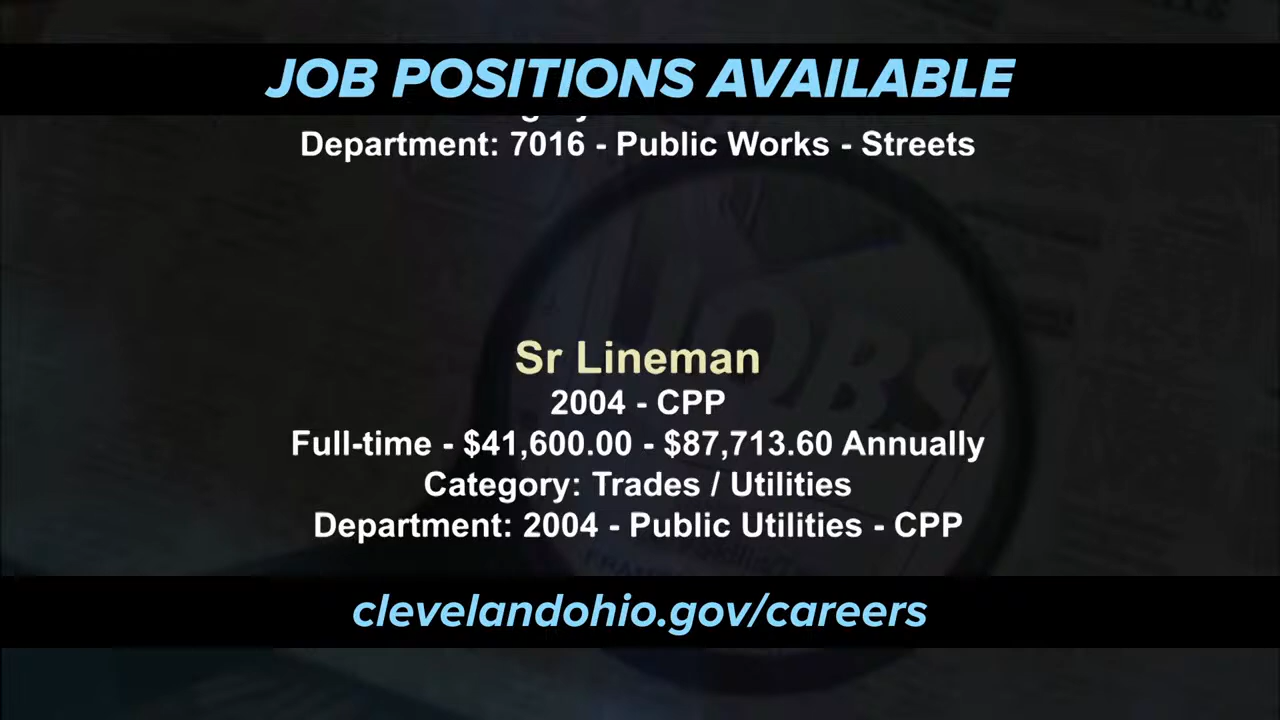 JOB POSITIONS AVAILABLE
Department: 7016 - Public Works - Streets
JOBS
Sr Lineman
2004 - CPP
Full-time - $41,600.00 - $87,713.60 Annually
Category: Trades / Utilities
Department: 2004 - Public Utilities - CPP
clevelandohio.gov/careers